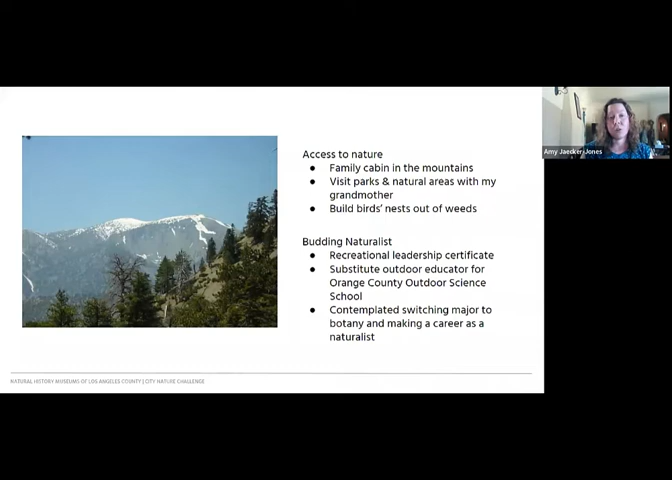 Access to nature
● Family cabin in the mountains
● Visit parks & natural areas with my
grandmother
● Build birds' nests out of weeds
Budding Naturalist
● Recreational leadership certificate
● Substitute outdoor educator for
Orange County Outdoor Science
School
● Contemplated switching major to
botany and making a career as a
naturalist
NATURAL HISTORY MUSEUMS OF LOS ANGELES COUNTY | CITY NATURE CHALLENGE
Amy Jaecker-Jones